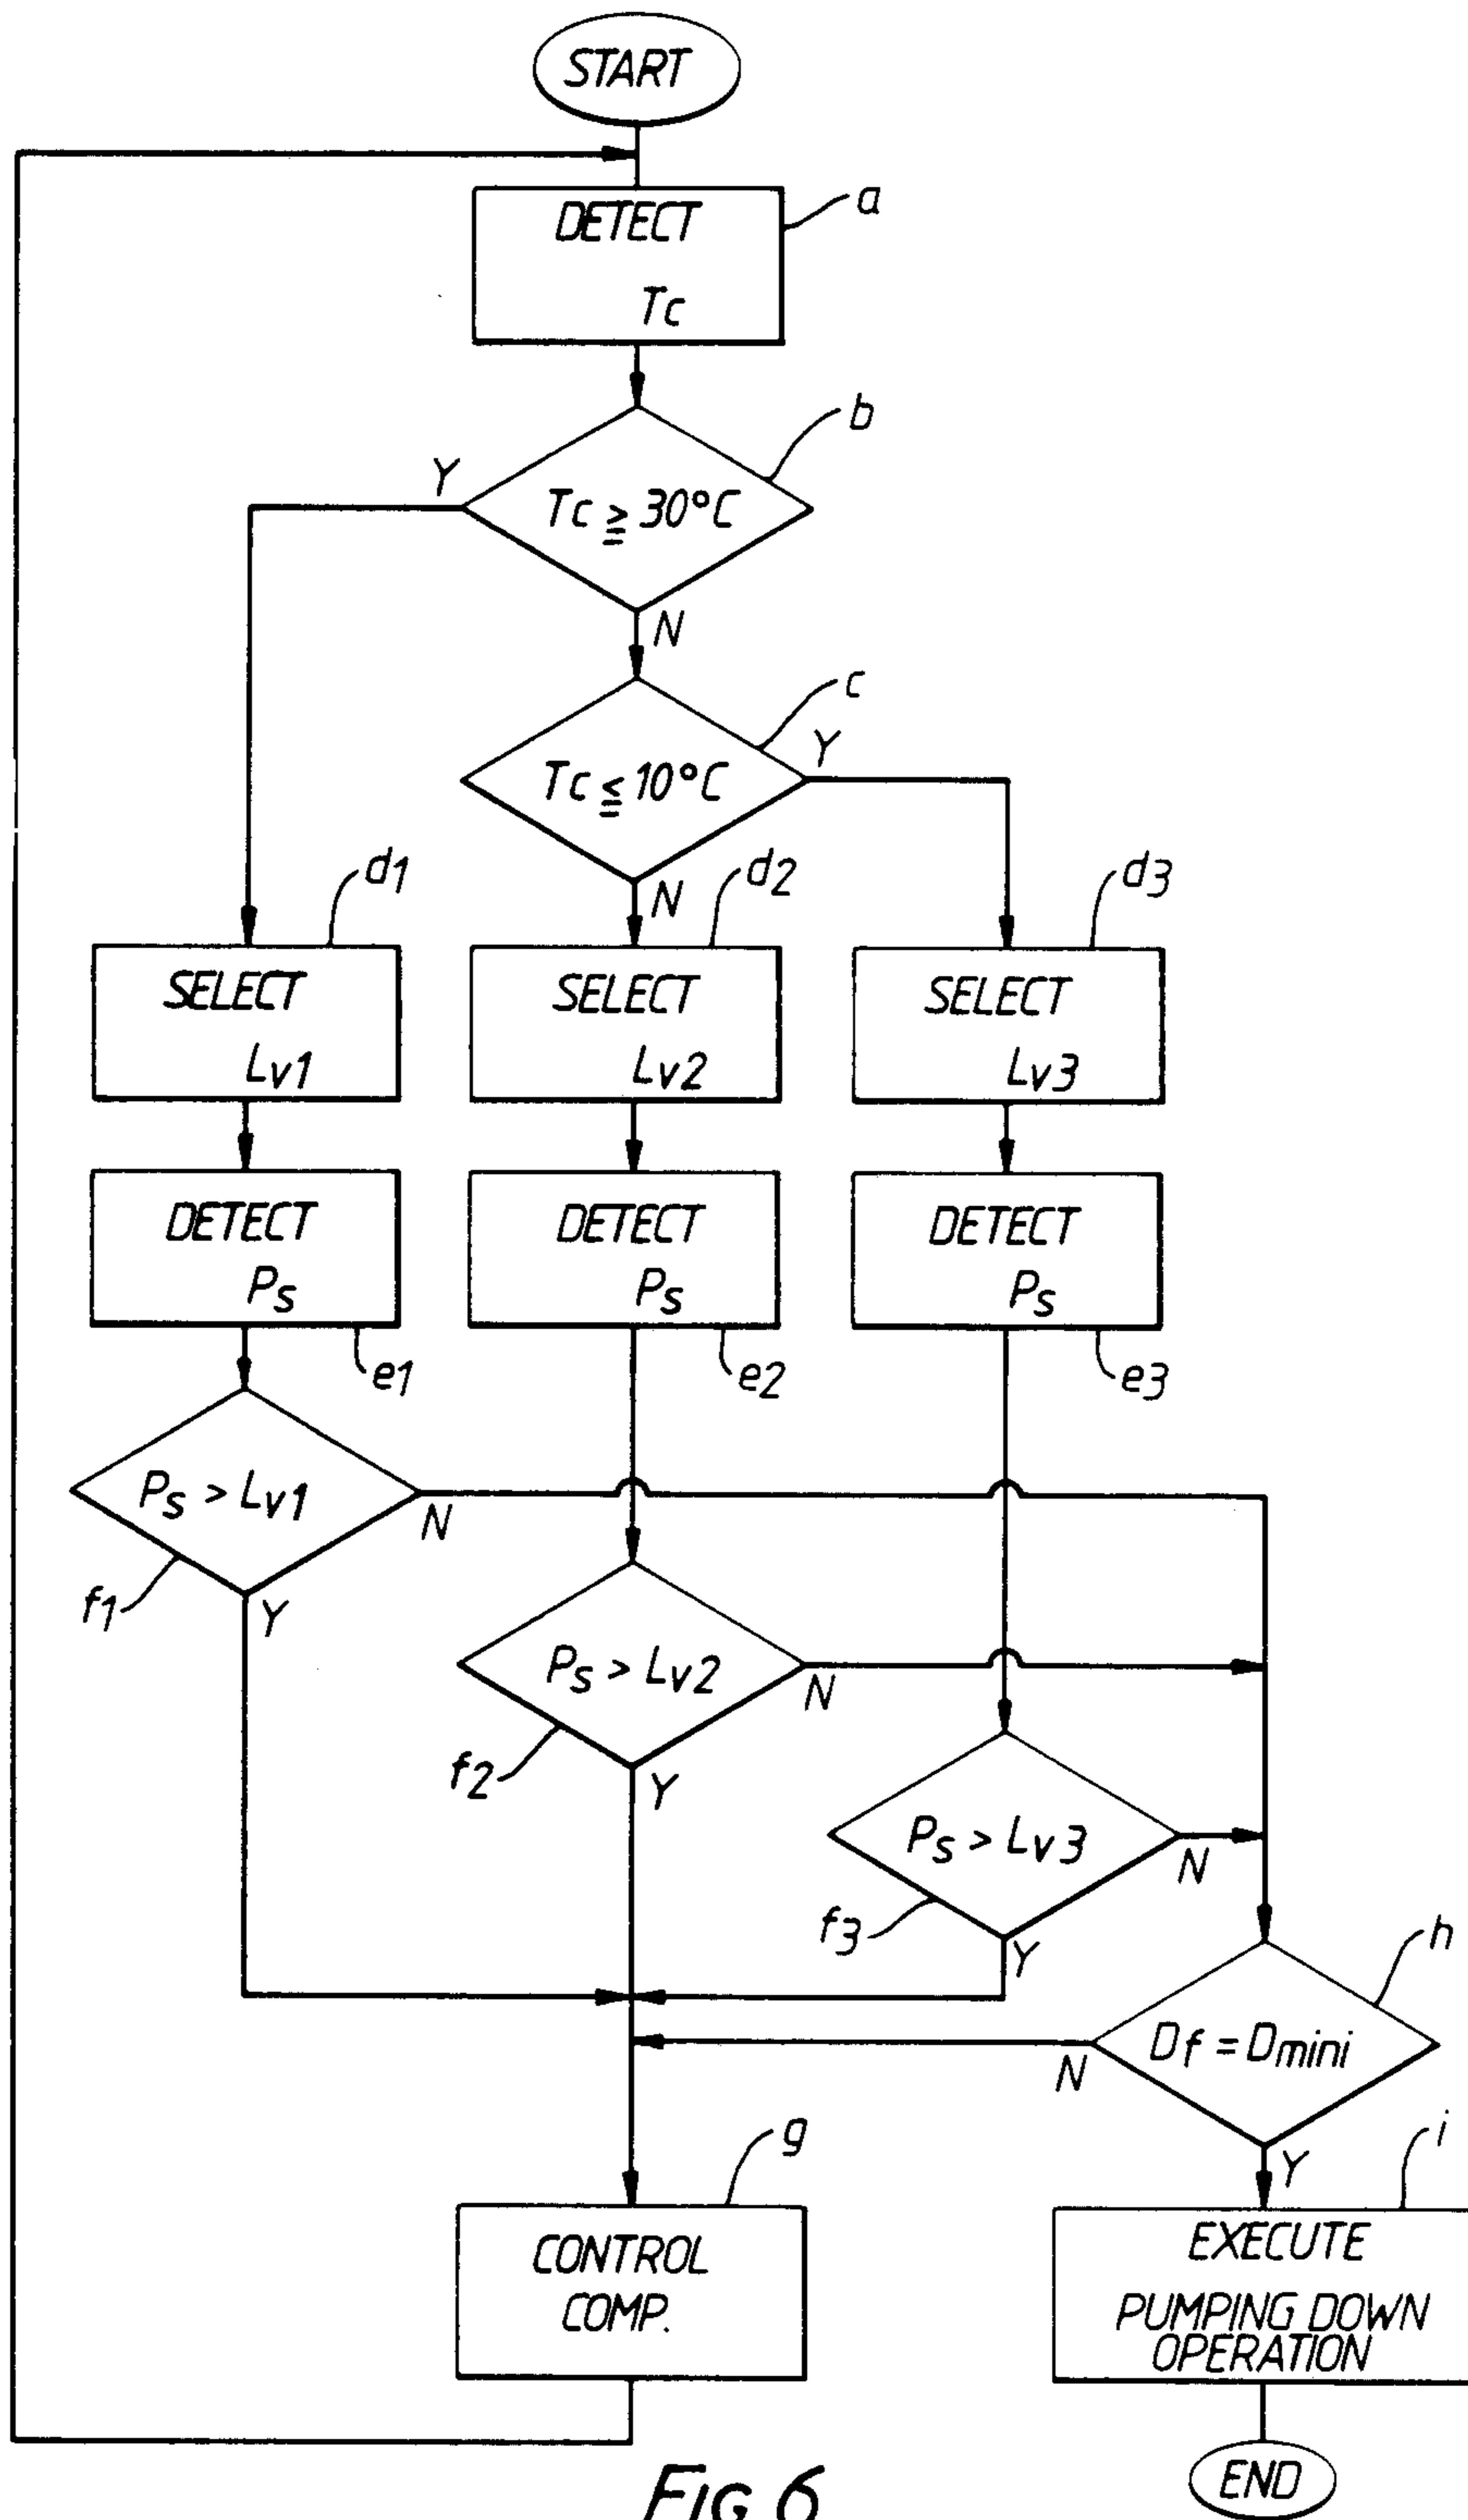 START
DETECT
Tc
a
Tc ≧ 30°C
b
Y
N
Tc ≦ 10°C
c
Y
N
d1
d2
d3
SELECT
Lv1
SELECT
Lv2
SELECT
Lv3
DETECT
Ps
DETECT
Ps
DETECT
Ps
e1
e2
e3
Ps > Lv1
N
f1
Y
Ps > Lv2
N
f2
Y
Ps > Lv3
N
f3
Y
h
Df = Dmini
N
Y
g
i
CONTROL
COMP.
EXECUTE
PUMPING DOWN
OPERATION
END
FIG 6